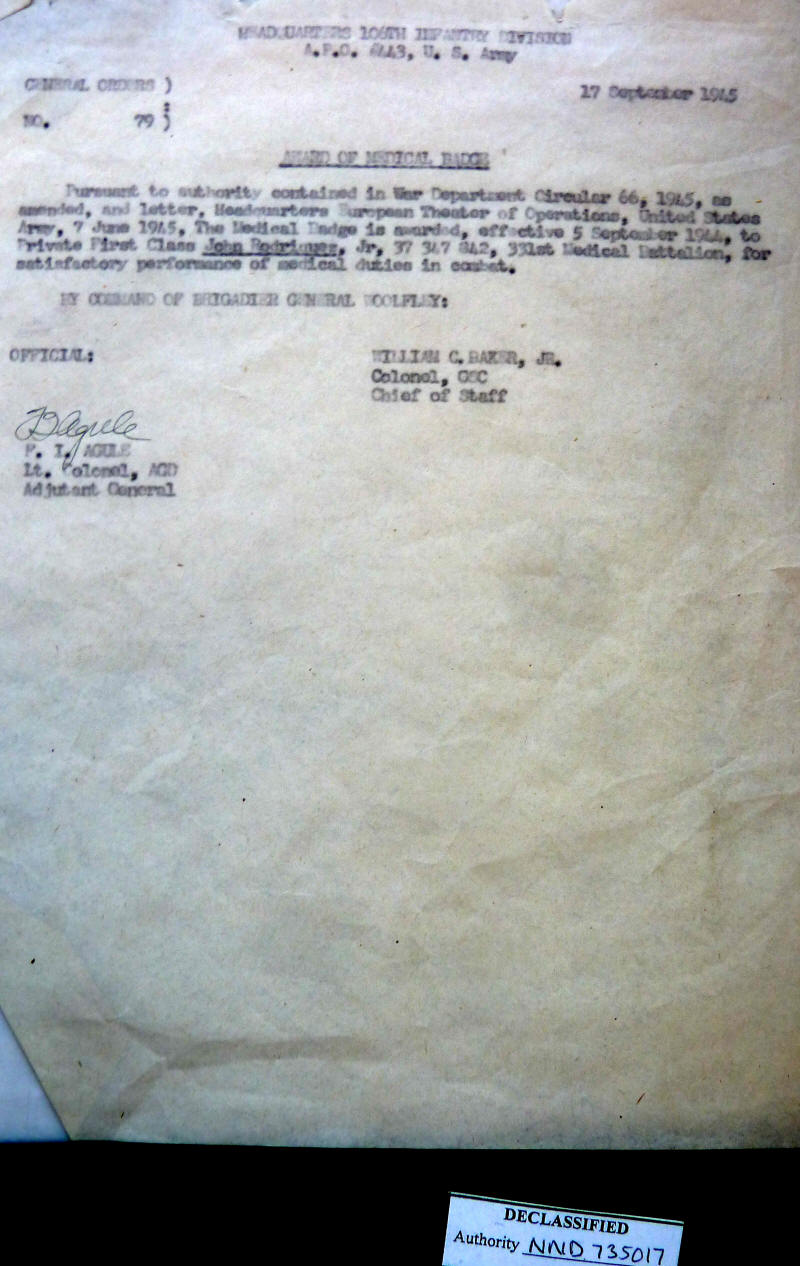 HEADQUARTERS 106TH INFANTRY DIVISION
A.P.O. #443, U. S. Army
GENERAL ORDERS )
:
NO. 79 )
17 September 1945
AWARD OF MEDICAL BADGE
Pursuant to authority contained in War Department Circular 66, 1945, as
amended, and letter, Headquarters European Theater of Operations, United States
Army, 7 June 1945, The Medical Badge is awarded, effective 5 September 1944, to
Private First Class John Rodriguez, Jr, 37 347 842, 331st Medical Battalion, for
satisfactory performance of medical duties in combat.
BY COMMAND OF BRIGADIER GENERAL WOOLFLEY:
OFFICIAL:
WILLIAM C. BAKER, JR.
Colonel, GSC
Chief of Staff
Agule
F. I. AGULE
Lt. Colonel, AGD
Adjutant General
DECLASSIFIED
Authority NND 735017